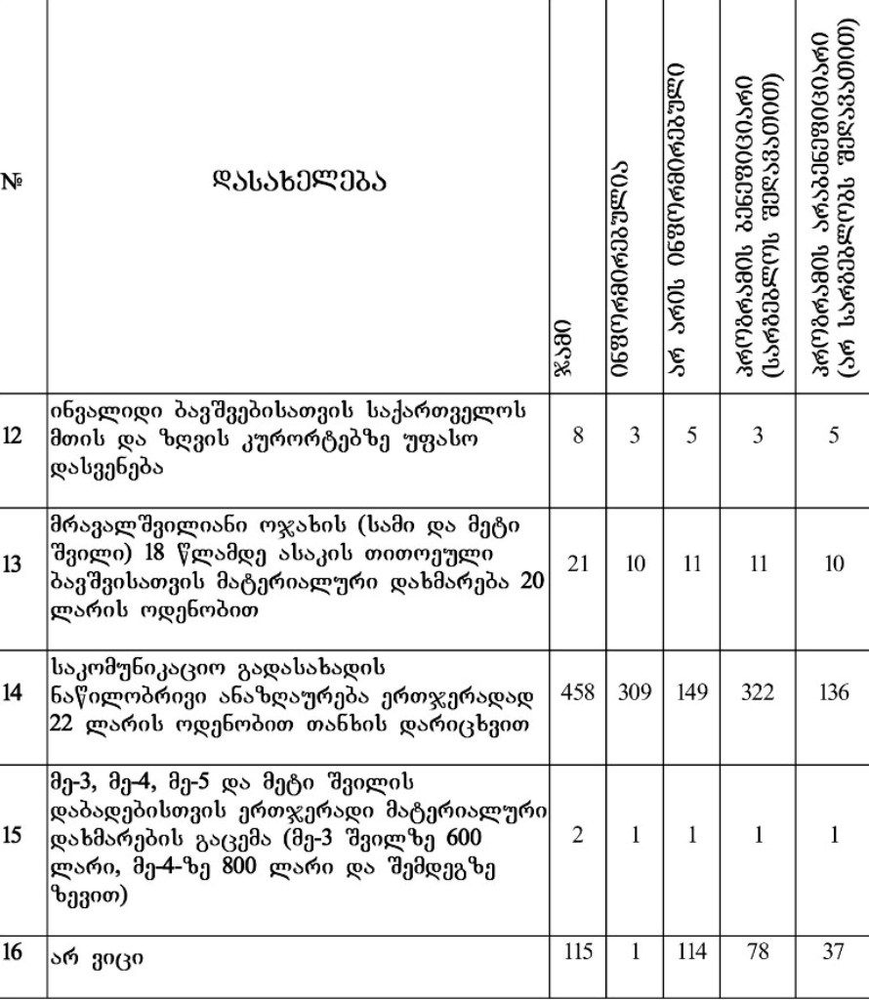 №
დასახელება
ჯამი
ინფორმირებულია
არ არის ინფორმირებული
პროგრამის ბენეფიციარი
(სარგებლოს შეღავათით)
პროგრამის არაბენეფიციარი
(არ სარგებლობს შეღავათით)
12
ინვალიდი ბავშვებისათვის საქართველოს
მთის და ზღვის კურორტებზე უფასო
დასვენება
8 3 5 3 5
13
მრავალშვილიანი ოჯახის (სამი და მეტი
შვილი) 18 წლამდე ასაკის თითოეული
ბავშვისათვის მატერიალური დახმარება 20
ლარის ოდენობით
21 10 11 11 10
14
საკომუნიკაციო გადასახადის
ნაწილობრივი ანაზღაურება ერთჯერადად
22 ლარის ოდენობით თანხის დარიცხვით
458 309 149 322 136
15
მე-3, მე-4, მე-5 და მეტი შვილის
დაბადებისთვის ერთჯერადი მატერიალური
დახმარების გაცემა (მე-3 შვილზე 600
ლარი, მე-4-ზე 800 ლარი და შემდეგზე
ზევით)
2 1 1 1 1
16 არ ვიცი 115 1 114 78 37